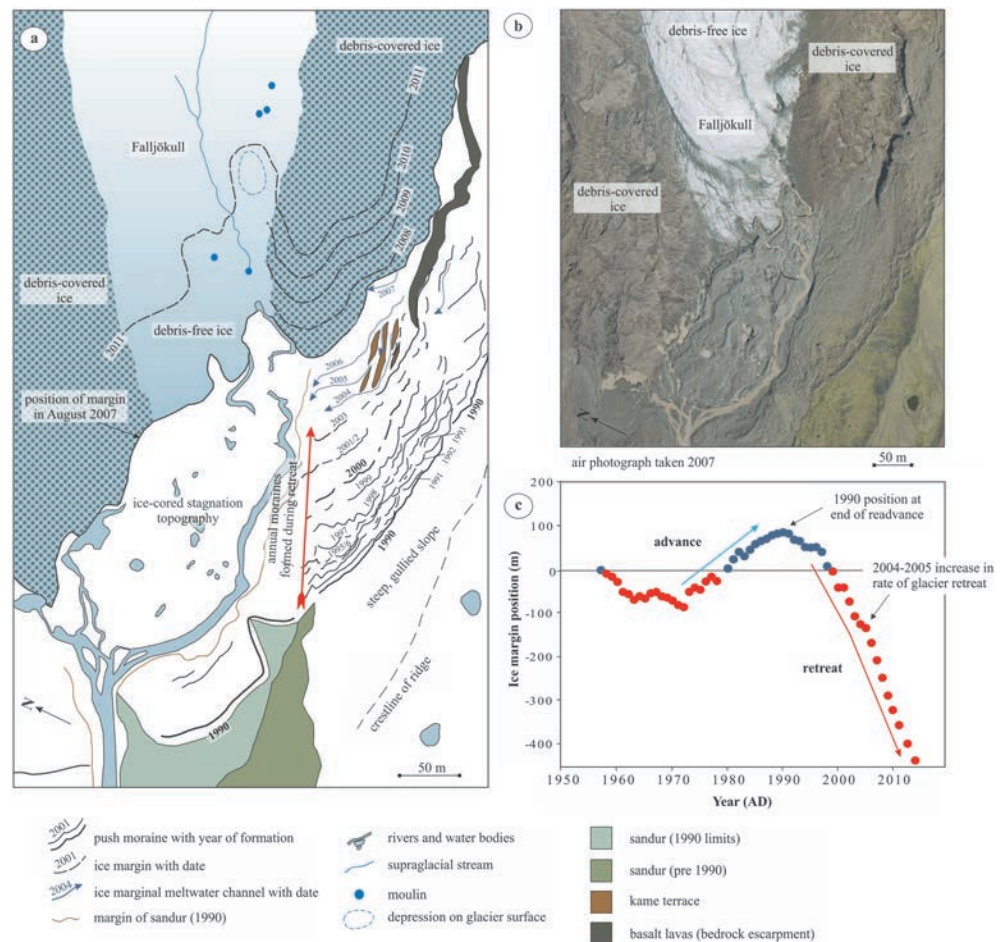 a
debris-covered ice
2011
2010
2009
2008
2007
Falljökull
debris-covered
ice
debris-free ice
2011
position of margin
in August 2007
2006
2005
2004
2003
2001/2
2000
1999
1998
1997
1995/6
1990
1993
1992
1991
1990
ice-cored stagnation
topography
annual moraines
formed during retreat
steep, gullied slope
crestline of ridge
1990
N
50 m
b
debris-free ice
debris-covered
ice
Falljökull
debris-covered
ice
N
air photograph taken 2007
50 m
c
200
100
0
-100
-200
-300
-400
Ice margin position (m)
advance
1990 position at
end of readvance
2004-2005 increase in
rate of glacier retreat
retreat
1950
1960
1970
1980
1990
2000
2010
Year (AD)
2001
push moraine with year of formation
2001
ice margin with date
2004
ice marginal meltwater channel with date
margin of sandur (1990)
rivers and water bodies
supraglacial stream
moulin
depression on glacier surface
sandur (1990 limits)
sandur (pre 1990)
kame terrace
basalt lavas (bedrock escarpment)